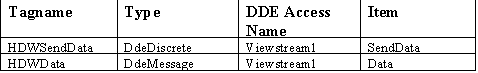 Tagname Type DDE Access Item
Name
HDWSendData DdeDiscrete Viewstream1 SendData
HDWData DdeMessage Viewstream1 Data